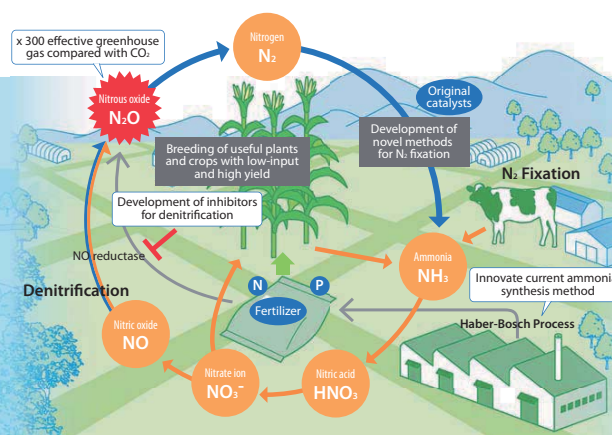 x 300 effective greenhouse
gas compared with CO₂
Nitrogen
N₂
Nitrous oxide
N₂O
Original
catalysts
Breeding of useful plants
and crops with low-input
and high yield
Development of
novel methods
for N₂ fixation
N₂ Fixation
Development of inhibitors
for denitrification
NO reductase
Ammonia
NH₃
Denitrification
N
P
Fertilizer
Innovate current ammonia
synthesis method
Haber-Bosch Process
Nitric oxide
NO
Nitrate ion
NO₃⁻
Nitric acid
HNO₃